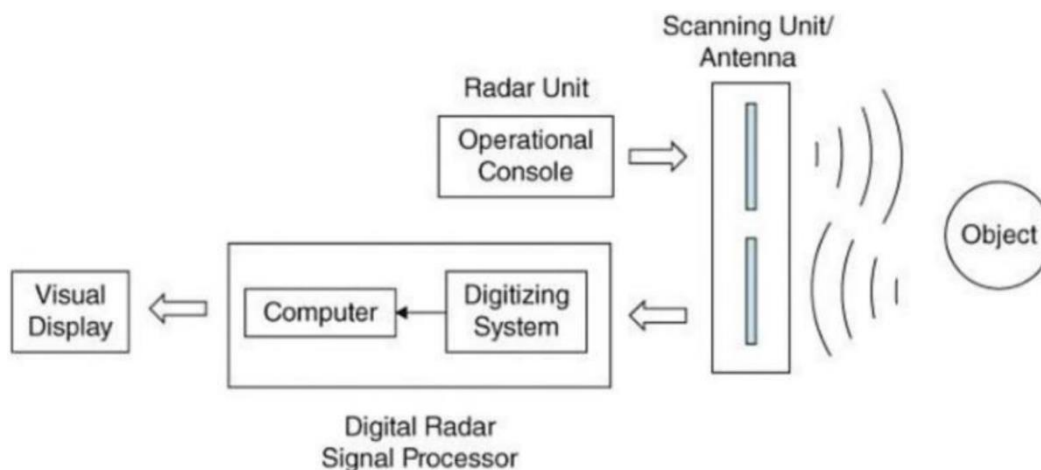 Scanning Unit/
Antenna
Radar Unit
Operational
Console
Object
Visual
Display
Computer
Digitizing
System
Digital Radar
Signal Processor